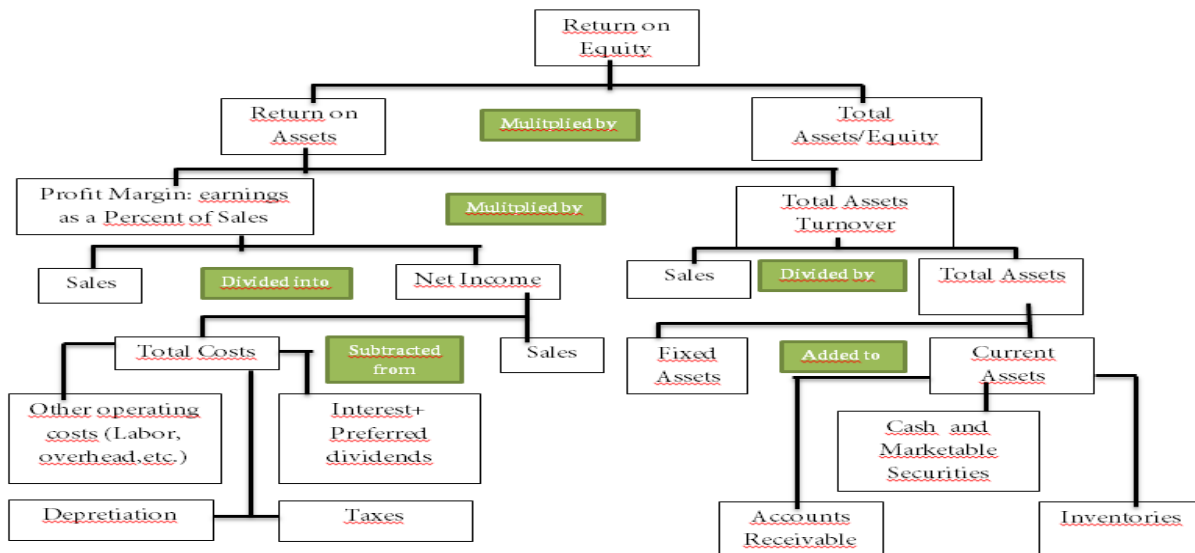 Return on
Equity
Return on
Assets
Mulitplied by
Total
Assets/Equity
Profit Margin: earnings
as a Percent of Sales
Mulitplied by
Total Assets
Turnover
Sales
Divided into
Net Income
Sales
Divided by
Total Assets
Total Costs
Subtracted
from
Sales
Fixed
Assets
Added to
Current
Assets
Other operating
costs (Labor,
overhead,etc.)
Interest+
Preferred
dividends
Cash and
Marketable
Securities
Depretiation
Taxes
Accounts
Receivable
Inventories